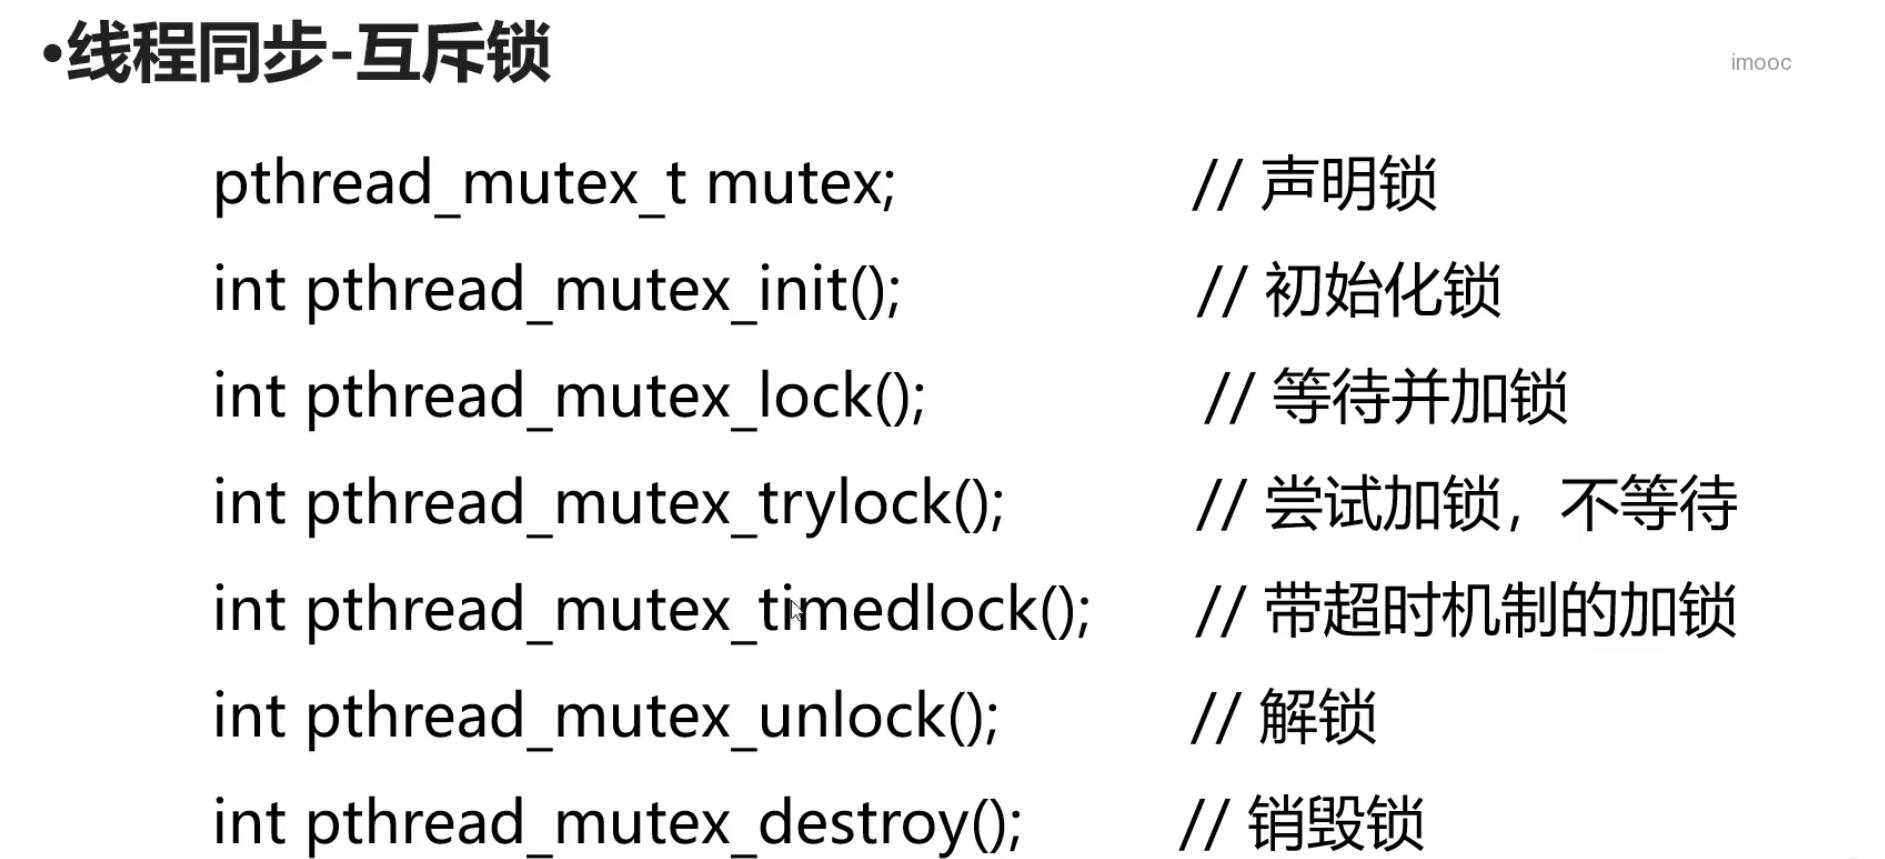 •线程同步-互斥锁
imooc
pthread_mutex_t mutex; // 声明锁
int pthread_mutex_init(); // 初始化锁
int pthread_mutex_lock(); // 等待并加锁
int pthread_mutex_trylock(); // 尝试加锁，不等待
int pthread_mutex_timedlock(); // 带超时机制的加锁
int pthread_mutex_unlock(); // 解锁
int pthread_mutex_destroy(); // 销毁锁